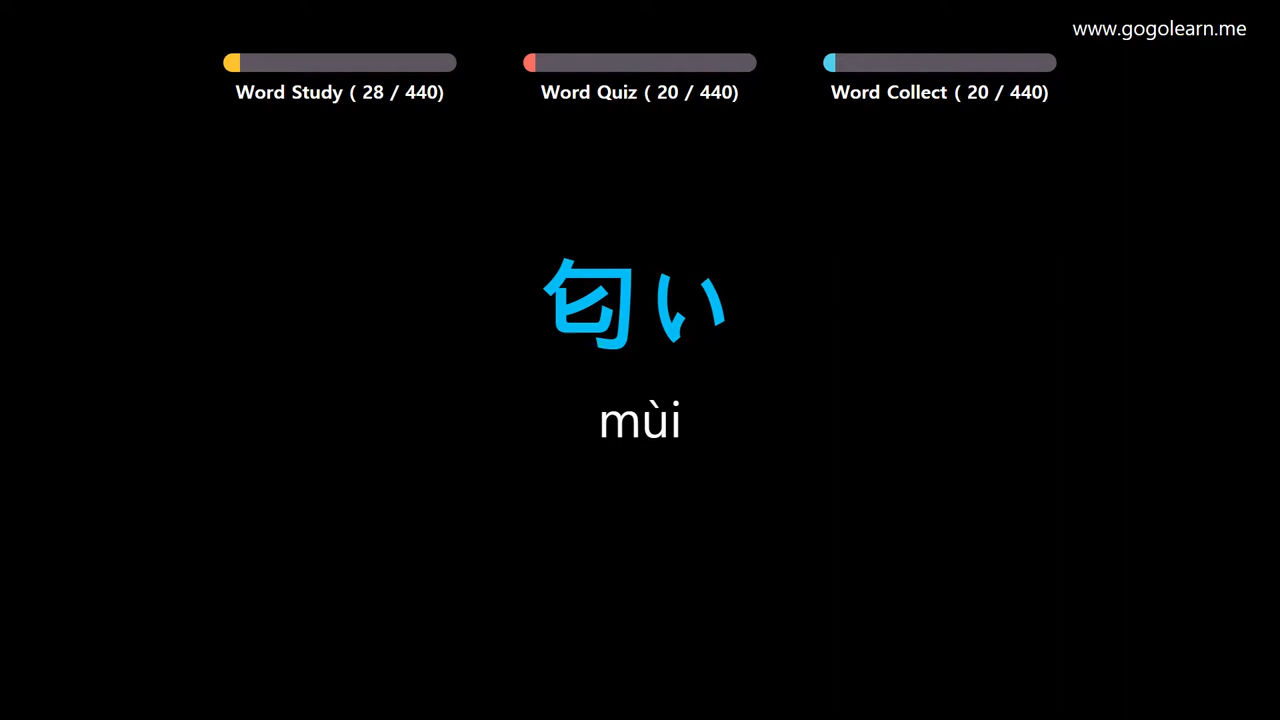 www.gogolearn.me
Word Study ( 28 / 440)
Word Quiz ( 20 / 440)
Word Collect ( 20 / 440)
匂い
mùi